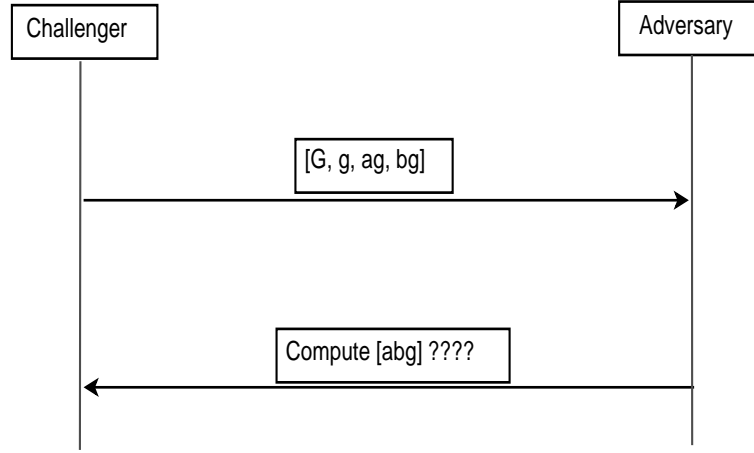 Challenger
Adversary
[G, g, ag, bg]
Compute [abg] ????